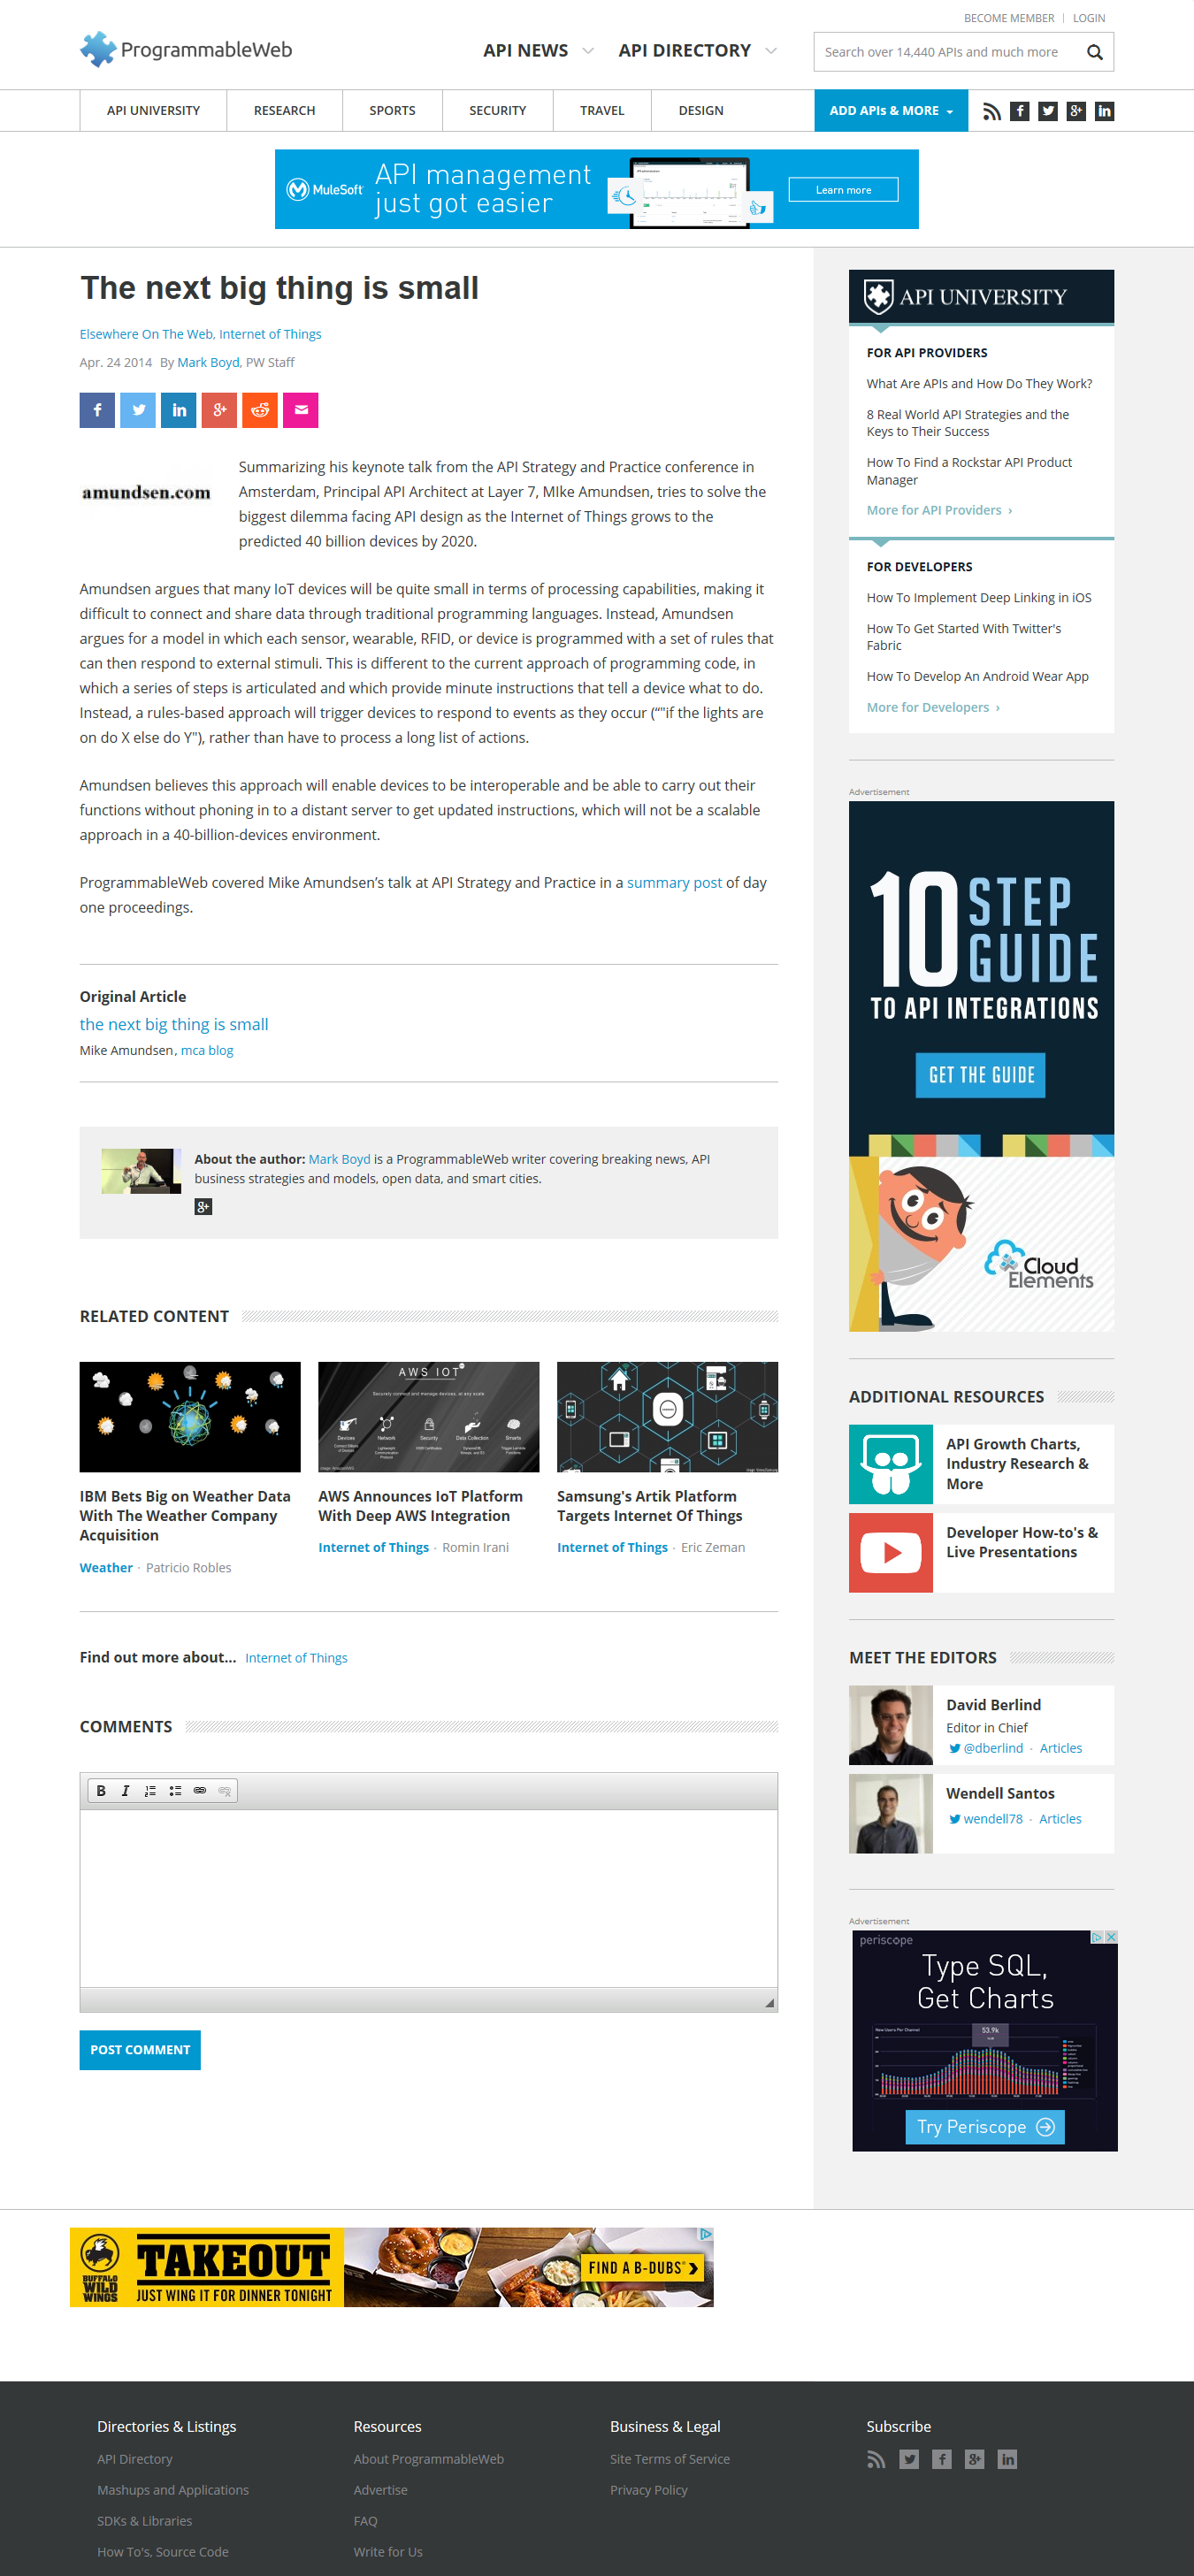 BECOME MEMBER | LOGIN
ProgrammableWeb
API NEWS
API DIRECTORY
Search over 14,440 APIs and much more
API UNIVERSITY
RESEARCH
SPORTS
SECURITY
TRAVEL
DESIGN
ADD APIs & MORE
MuleSoft
API management
just got easier
Learn more
The next big thing is small
Elsewhere On The Web, Internet of Things
Apr. 24 2014 By Mark Boyd, PW Staff
amundsen.com
Summarizing his keynote talk from the API Strategy and Practice conference in
Amsterdam, Principal API Architect at Layer 7, MIke Amundsen, tries to solve the
biggest dilemma facing API design as the Internet of Things grows to the
predicted 40 billion devices by 2020.
Amundsen argues that many IoT devices will be quite small in terms of processing capabilities, making it
difficult to connect and share data through traditional programming languages. Instead, Amundsen
argues for a model in which each sensor, wearable, RFID, or device is programmed with a set of rules that
can then respond to external stimuli. This is different to the current approach of programming code, in
which a series of steps is articulated and which provide minute instructions that tell a device what to do.
Instead, a rules-based approach will trigger devices to respond to events as they occur (“"if the lights are
on do X else do Y"), rather than have to process a long list of actions.
Amundsen believes this approach will enable devices to be interoperable and be able to carry out their
functions without phoning in to a distant server to get updated instructions, which will not be a scalable
approach in a 40-billion-devices environment.
ProgrammableWeb covered Mike Amundsen’s talk at API Strategy and Practice in a summary post of day
one proceedings.
Original Article
the next big thing is small
Mike Amundsen, mca blog
About the author: Mark Boyd is a ProgrammableWeb writer covering breaking news, API
business strategies and models, open data, and smart cities.
RELATED CONTENT
AWS IOT
Securely connect and manage devices, at any scale
Devices
Network
Security
Data Collection
Smarts
IBM Bets Big on Weather Data
With The Weather Company
Acquisition
Weather · Patricio Robles
AWS Announces IoT Platform
With Deep AWS Integration
Internet of Things · Romin Irani
Samsung's Artik Platform
Targets Internet Of Things
Internet of Things · Eric Zeman
Find out more about... Internet of Things
COMMENTS
POST COMMENT
API UNIVERSITY
FOR API PROVIDERS
What Are APIs and How Do They Work?
8 Real World API Strategies and the
Keys to Their Success
How To Find a Rockstar API Product
Manager
More for API Providers ›
FOR DEVELOPERS
How To Implement Deep Linking in iOS
How To Get Started With Twitter's
Fabric
How To Develop An Android Wear App
More for Developers ›
Advertisement
10 STEP
GUIDE
TO API INTEGRATIONS
GET THE GUIDE
Cloud
Elements
ADDITIONAL RESOURCES
API Growth Charts,
Industry Research &
More
Developer How-to's &
Live Presentations
MEET THE EDITORS
David Berlind
Editor in Chief
@dberlind · Articles
Wendell Santos
wendell78 · Articles
Advertisement
periscope
Type SQL,
Get Charts
New Users Per Channel
53.9k
Try Periscope
BUFFALO
WILD
WINGS
TAKEOUT
JUST WING IT FOR DINNER TONIGHT
FIND A B-DUBS
Directories & Listings
API Directory
Mashups and Applications
SDKs & Libraries
How To's, Source Code
Resources
About ProgrammableWeb
Advertise
FAQ
Write for Us
Business & Legal
Site Terms of Service
Privacy Policy
Subscribe